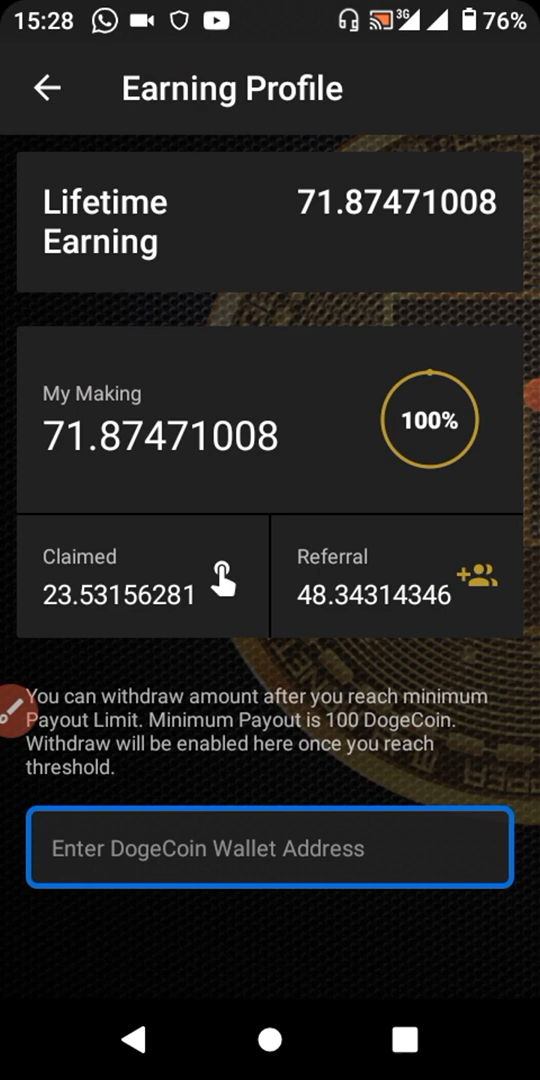 15:28 3G 76%
Earning Profile
Lifetime 71.87471008
Earning
My Making
71.87471008
100%
Claimed
23.53156281
Referral
48.34314346
You can withdraw amount after you reach minimum
Payout Limit. Minimum Payout is 100 DogeCoin.
Withdraw will be enabled here once you reach
threshold.
Enter DogeCoin Wallet Address